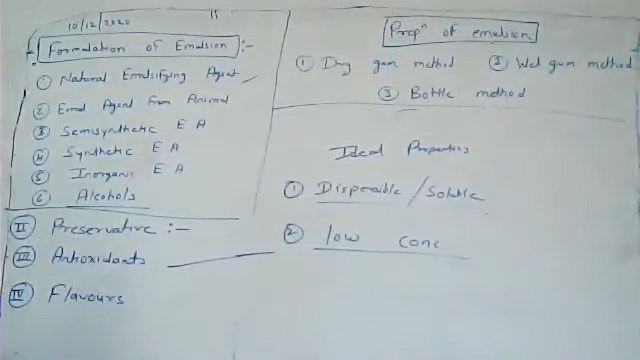 10/12/2020
Formulation of Emulsion :-
① Natural Emulsifying Agent
② Emul Agent from Animal
③ Semisynthetic E A
④ Synthetic E A
⑤ Inorganic E A
⑥ Alcohols
II Preservative :-
III Antioxidants
IV Flavours
Prepⁿ of emulsion
① Dry gum method ② Wet gum method
③ Bottle method
Ideal Properties
① Dispersible / Soluble
② low conc